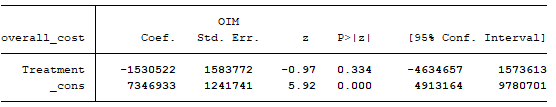 OIM
overall_cost Coef. Std. Err. z P>|z| [95% Conf. Interval]
Treatment -1530522 1583772 -0.97 0.334 -4634657 1573613
_cons 7346933 1241741 5.92 0.000 4913164 9780701